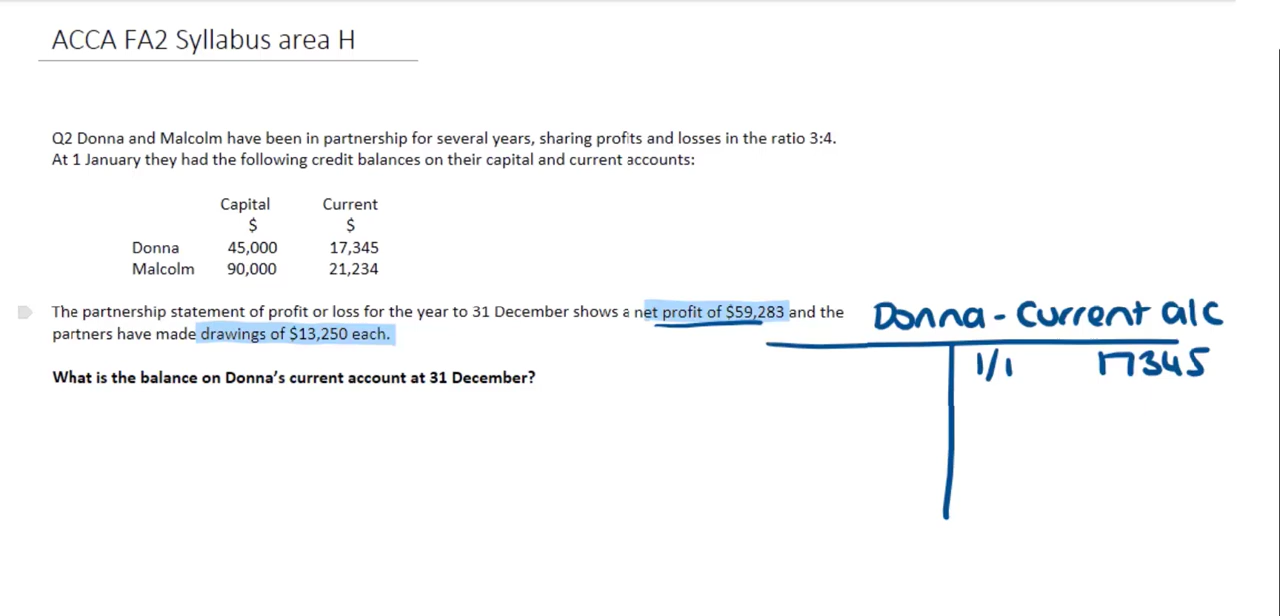 ACCA FA2 Syllabus area H
Q2 Donna and Malcolm have been in partnership for several years, sharing profits and losses in the ratio 3:4.
At 1 January they had the following credit balances on their capital and current accounts:
Capital Current
$ $
Donna 45,000 17,345
Malcolm 90,000 21,234
The partnership statement of profit or loss for the year to 31 December shows a net profit of $59,283 and the
partners have made drawings of $13,250 each.
What is the balance on Donna's current account at 31 December?
Donna - Current a/c
1/1 17345